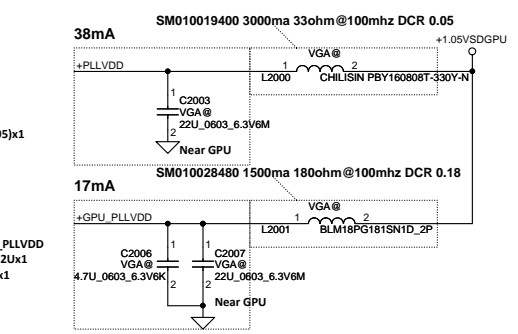 SM010019400 3000ma 33ohm@100mhz DCR 0.05
38mA
+1.05VSDGPU
VGA@
+PLLVDD
1 2
L2000 CHILISIN PBY160808T-330Y-N
1
C2003
VGA@
22U_0603_6.3V6M
2
Near GPU
05)x1
SM010028480 1500ma 180ohm@100mhz DCR 0.18
17mA
VGA@
+GPU_PLLVDD
1 2
L2001 BLM18PG181SN1D_2P
_PLLVDD
2Ux1
x1
1 1
C2006 C2007
VGA@ VGA@
4.7U_0603_6.3V6K 22U_0603_6.3V6M
2 2
Near GPU